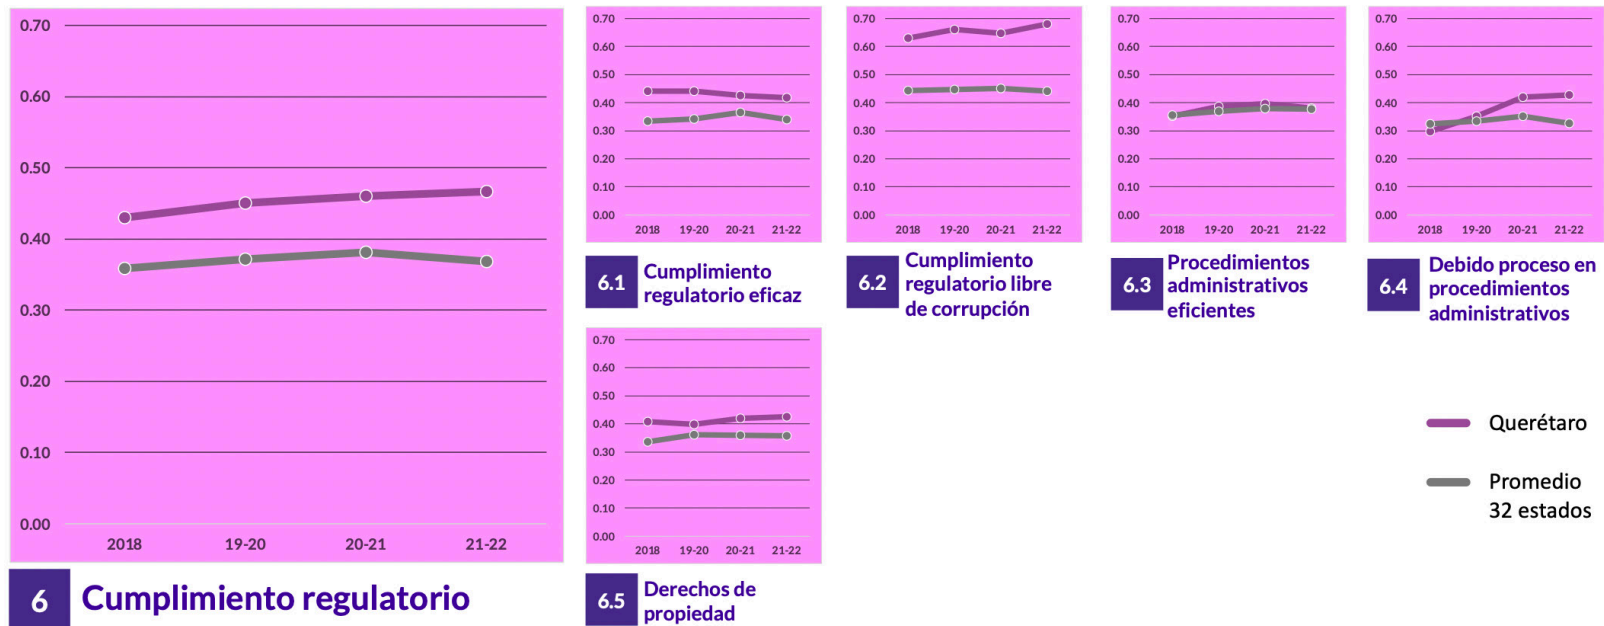 0.70
0.60
0.50
0.40
0.30
0.20
0.10
0.00
2018 19-20 20-21 21-22
6 Cumplimiento regulatorio
0.70
0.60
0.50
0.40
0.30
0.20
0.10
0.00
2018 19-20 20-21 21-22
6.1 Cumplimiento
regulatorio eficaz
0.70
0.60
0.50
0.40
0.30
0.20
0.10
0.00
2018 19-20 20-21 21-22
6.2 Cumplimiento
regulatorio libre
de corrupción
0.70
0.60
0.50
0.40
0.30
0.20
0.10
0.00
2018 19-20 20-21 21-22
6.3 Procedimientos
administrativos
eficientes
0.70
0.60
0.50
0.40
0.30
0.20
0.10
0.00
2018 19-20 20-21 21-22
6.4 Debido proceso en
procedimientos
administrativos
0.70
0.60
0.50
0.40
0.30
0.20
0.10
0.00
2018 19-20 20-21 21-22
6.5 Derechos de
propiedad
Querétaro
Promedio
32 estados